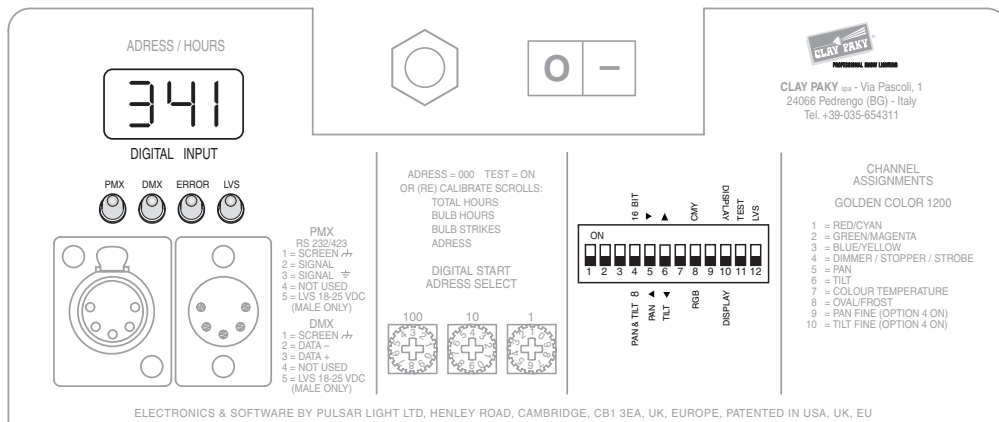 ADRESS / HOURS
341
DIGITAL INPUT
PMX DMX ERROR LVS
PMX
RS 232/423
1 = SCREEN
2 = SIGNAL
3 = SIGNAL
4 = NOT USED
5 = LVS 18-25 VDC
(MALE ONLY)
DMX
1 = SCREEN
2 = DATA –
3 = DATA +
4 = NOT USED
5 = LVS 18-25 VDC
(MALE ONLY)
O –
ADRESS = 000 TEST = ON
OR (RE) CALIBRATE SCROLLS:
TOTAL HOURS
BULB HOURS
BULB STRIKES
ADRESS
DIGITAL START
ADRESS SELECT
100 10 1
16 BIT
CMY
DISPLAY
TEST
LVS
ON
1 2 3 4 5 6 7 8 9 10 11 12
PAN & TILT 8
PAN
TILT
RGB
DISPLAY
CLAY PAKY
PROFESSIONAL SHOW LIGHTING
CLAY PAKY spa - Via Pascoli, 1
24066 Pedrengo (BG) - Italy
Tel. +39-035-654311
CHANNEL
ASSIGNMENTS
GOLDEN COLOR 1200
1 = RED/CYAN
2 = GREEN/MAGENTA
3 = BLUE/YELLOW
4 = DIMMER / STOPPER / STROBE
5 = PAN
6 = TILT
7 = COLOUR TEMPERATURE
8 = OVAL/FROST
9 = PAN FINE (OPTION 4 ON)
10 = TILT FINE (OPTION 4 ON)
ELECTRONICS & SOFTWARE BY PULSAR LIGHT LTD, HENLEY ROAD, CAMBRIDGE, CB1 3EA, UK, EUROPE, PATENTED IN USA, UK, EU